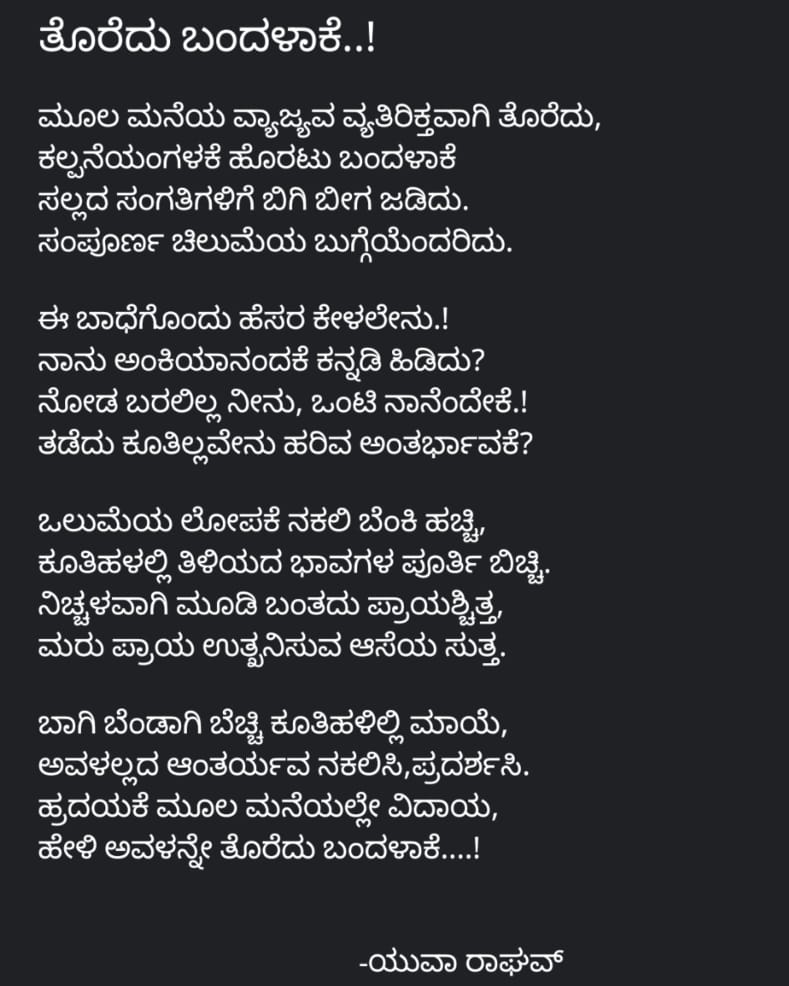 ತೊರೆದು ಬಂದಳಾಕೆ..!
ಮೂಲ ಮನೆಯ ವ್ಯಾಜ್ಯವ ವ್ಯತಿರಿಕ್ತವಾಗಿ ತೊರೆದು,
ಕಲ್ಪನೆಯಂಗಳಕೆ ಹೊರಟು ಬಂದಳಾಕೆ
ಸಲ್ಲದ ಸಂಗತಿಗಳಿಗೆ ಬಿಗಿ ಬೀಗ ಜಡಿದು.
ಸಂಪೂರ್ಣ ಚಿಲುಮೆಯ ಬುಗ್ಗೆಯೆಂದರಿದು.
ಈ ಬಾಧೆಗೊಂದು ಹೆಸರ ಕೇಳಲೇನು.!
ನಾನು ಅಂಕಿಯಾನಂದಕೆ ಕನ್ನಡಿ ಹಿಡಿದು?
ನೋಡ ಬರಲಿಲ್ಲ ನೀನು, ಒಂಟಿ ನಾನೆಂದೇಕೆ.!
ತಡೆದು ಕೂತಿಲ್ಲವೇನು ಹರಿವ ಅಂತರ್ಭಾವಕೆ?
ಒಲುಮೆಯ ಲೋಪಕೆ ನಕಲಿ ಬೆಂಕಿ ಹಚ್ಚಿ,
ಕೂತಿಹಳಲ್ಲಿ ತಿಳಿಯದ ಭಾವಗಳ ಪೂರ್ತಿ ಬಿಚ್ಚಿ.
ನಿಚ್ಚಳವಾಗಿ ಮೂಡಿ ಬಂತದು ಪ್ರಾಯಶ್ಚಿತ್ತ,
ಮರು ಪ್ರಾಯ ಉತ್ಖನಿಸುವ ಆಸೆಯ ಸುತ್ತ.
ಬಾಗಿ ಬೆಂಡಾಗಿ ಬೆಚ್ಚಿ ಕೂತಿಹಳಿಲ್ಲಿ ಮಾಯೆ,
ಅವಳಲ್ಲದ ಆಂತರ್ಯವ ನಕಲಿಸಿ,ಪ್ರದರ್ಶಸಿ.
ಹ್ರದಯಕೆ ಮೂಲ ಮನೆಯಲ್ಲೇ ವಿದಾಯ,
ಹೇಳಿ ಅವಳನ್ನೇ ತೊರೆದು ಬಂದಳಾಕೆ....!
-ಯುವಾ ರಾಘವ್